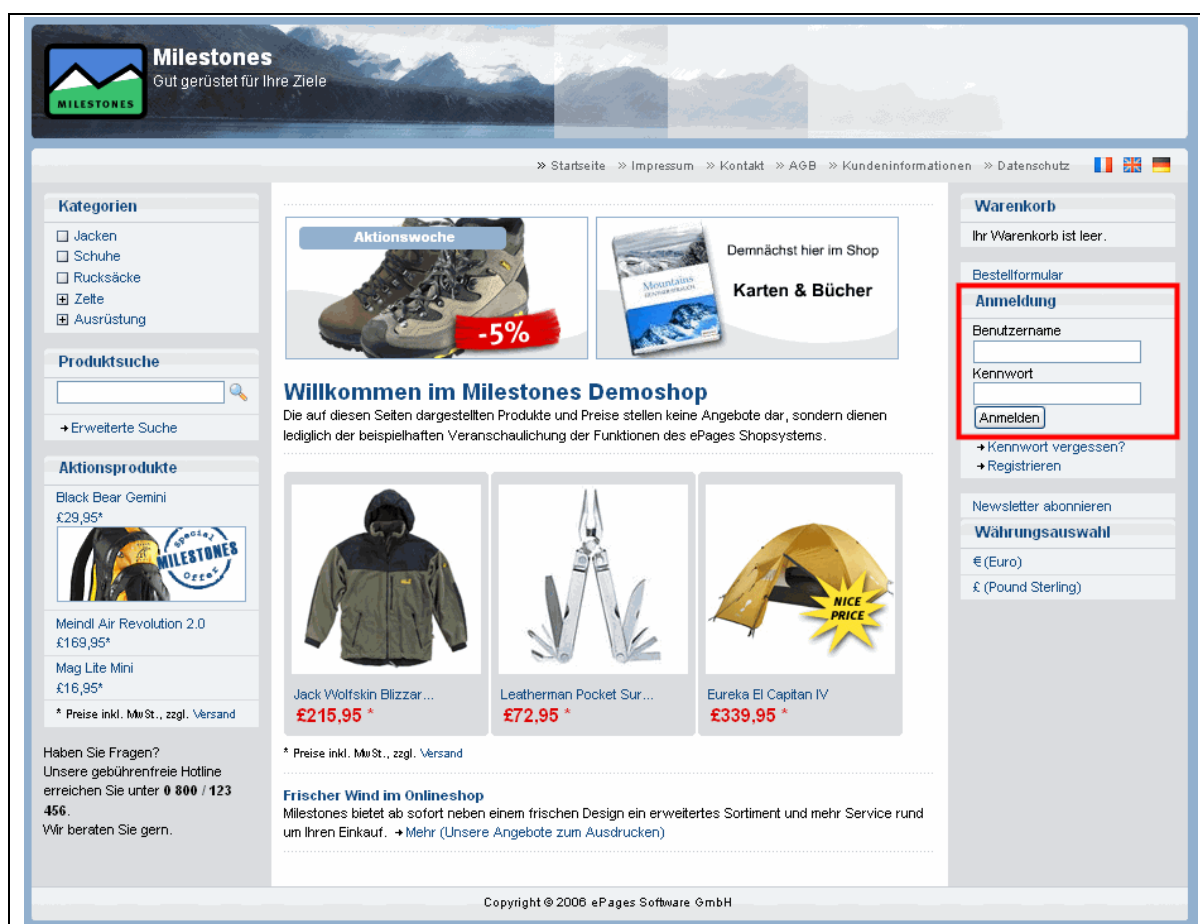 Milestones
Gut gerüstet für Ihre Ziele
MILESTONES
» Startseite » Impressum » Kontakt » AGB » Kundeninformationen » Datenschutz
Kategorien
Jacken
Schuhe
Rucksäcke
Zelte
Ausrüstung
Produktsuche
Erweiterte Suche
Aktionsprodukte
Black Bear Gemini
£29,95*
Special
MILESTONES
Offer
Meindl Air Revolution 2.0
£169,95*
Mag Lite Mini
£16,95*
* Preise inkl. MwSt., zzgl. Versand
Haben Sie Fragen?
Unsere gebührenfreie Hotline
erreichen Sie unter 0 800 / 123
456.
Wir beraten Sie gern.
Aktionswoche
-5%
Mountains
Demnächst hier im Shop
Karten & Bücher
Willkommen im Milestones Demoshop
Die auf diesen Seiten dargestellten Produkte und Preise stellen keine Angebote dar, sondern dienen
lediglich der beispielhaften Veranschaulichung der Funktionen des ePages Shopsystems.
NICE
PRICE
Jack Wolfskin Blizzar...
£215,95 *
Leatherman Pocket Sur...
£72,95 *
Eureka El Capitan IV
£339,95 *
* Preise inkl. MwSt., zzgl. Versand
Frischer Wind im Onlineshop
Milestones bietet ab sofort neben einem frischen Design ein erweitertes Sortiment und mehr Service rund
um Ihren Einkauf. Mehr (Unsere Angebote zum Ausdrucken)
Warenkorb
Ihr Warenkorb ist leer.
Bestellformular
Anmeldung
Benutzername
Kennwort
Anmelden
Kennwort vergessen?
Registrieren
Newsletter abonnieren
Währungsauswahl
€ (Euro)
£ (Pound Sterling)
Copyright © 2006 ePages Software GmbH